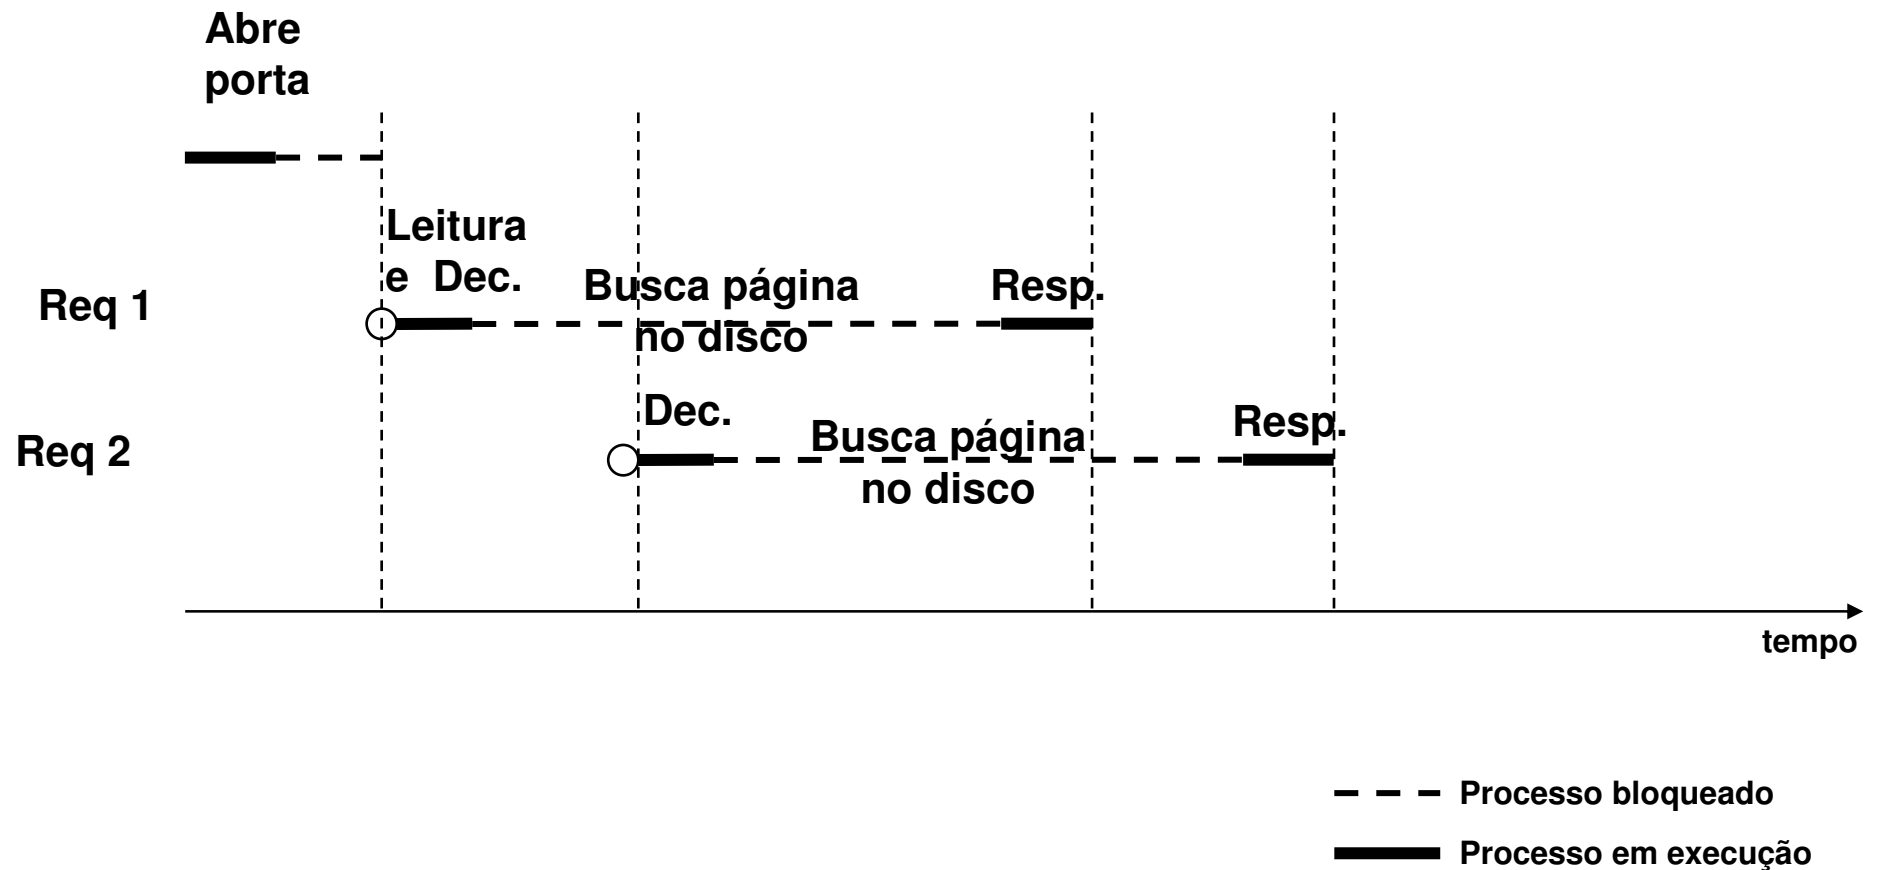 Abre
porta
Leitura
e Dec.
Busca página
no disco
Resp.
Req 1
Dec.
Busca página
no disco
Resp.
Req 2
tempo
Processo bloqueado
Processo em execução